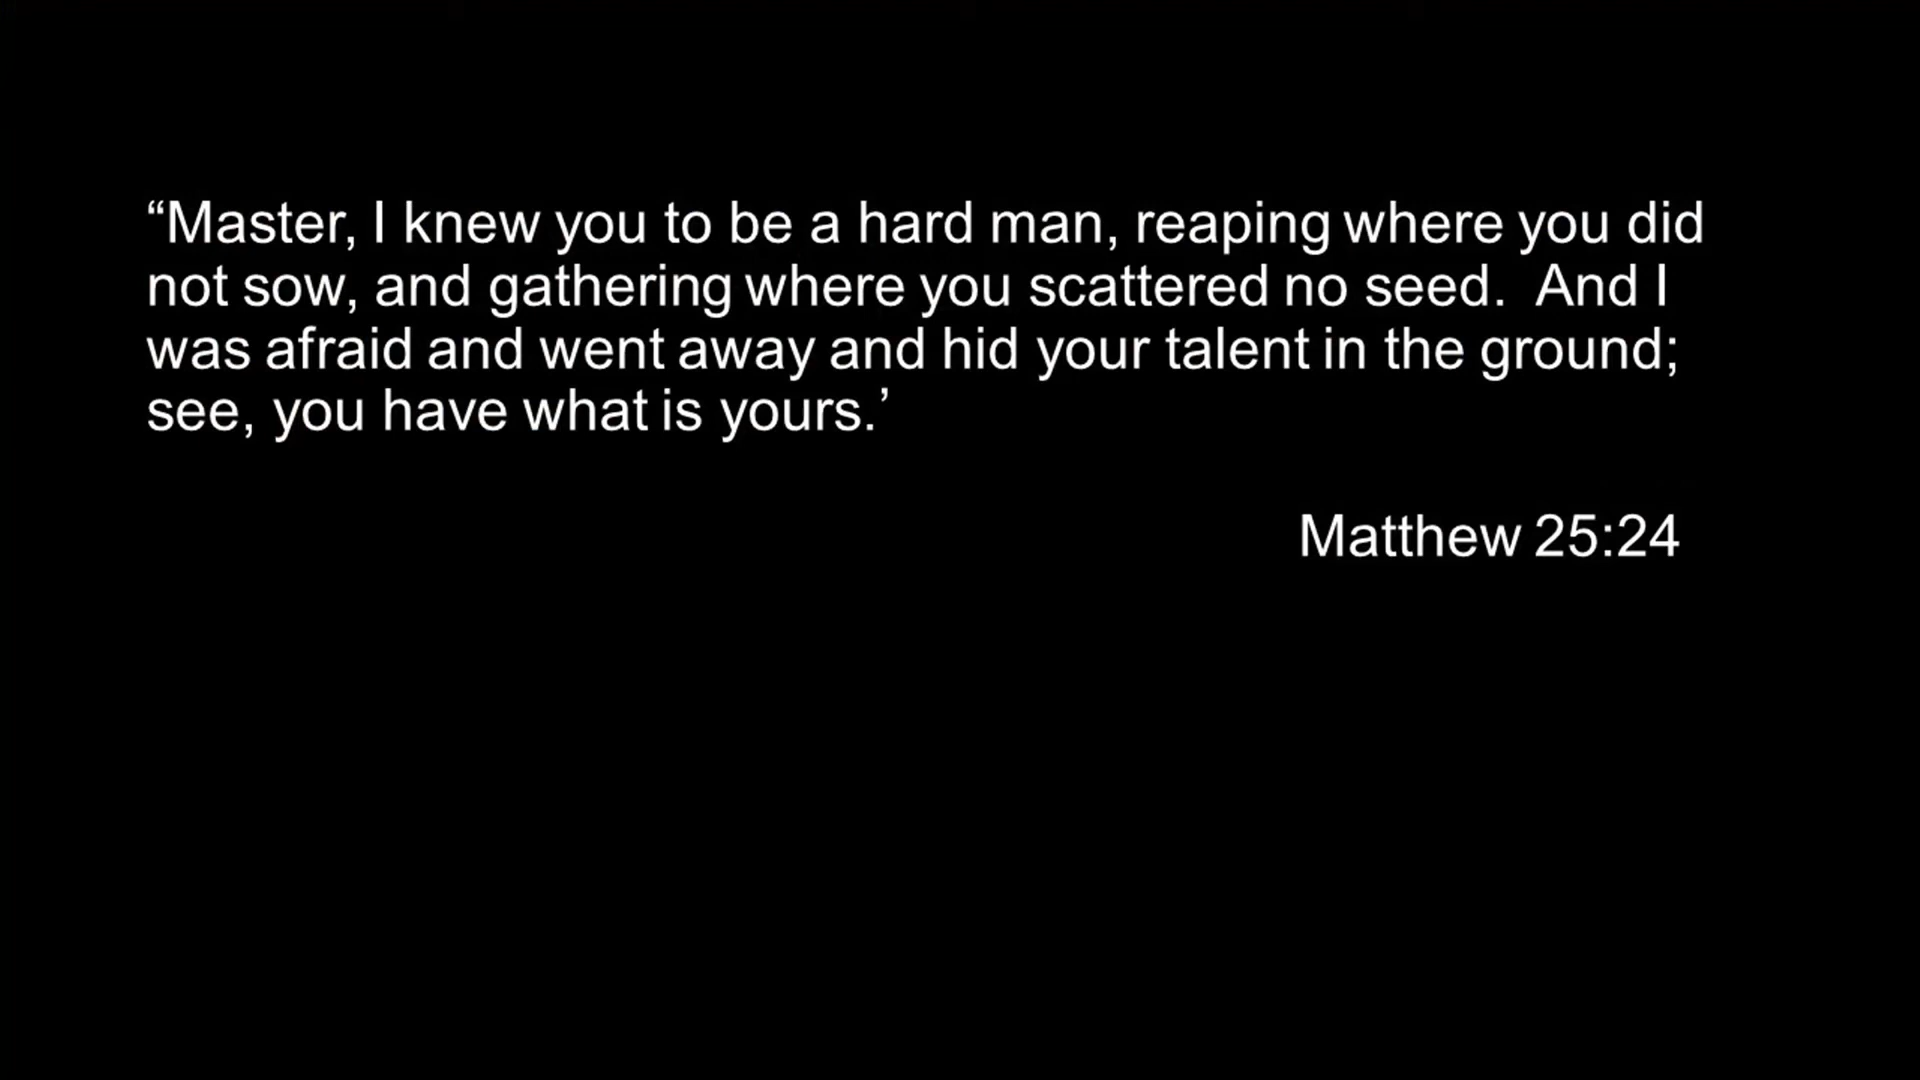 “Master, I knew you to be a hard man, reaping where you did
not sow, and gathering where you scattered no seed.  And I
was afraid and went away and hid your talent in the ground;
see, you have what is yours.’
Matthew 25:24